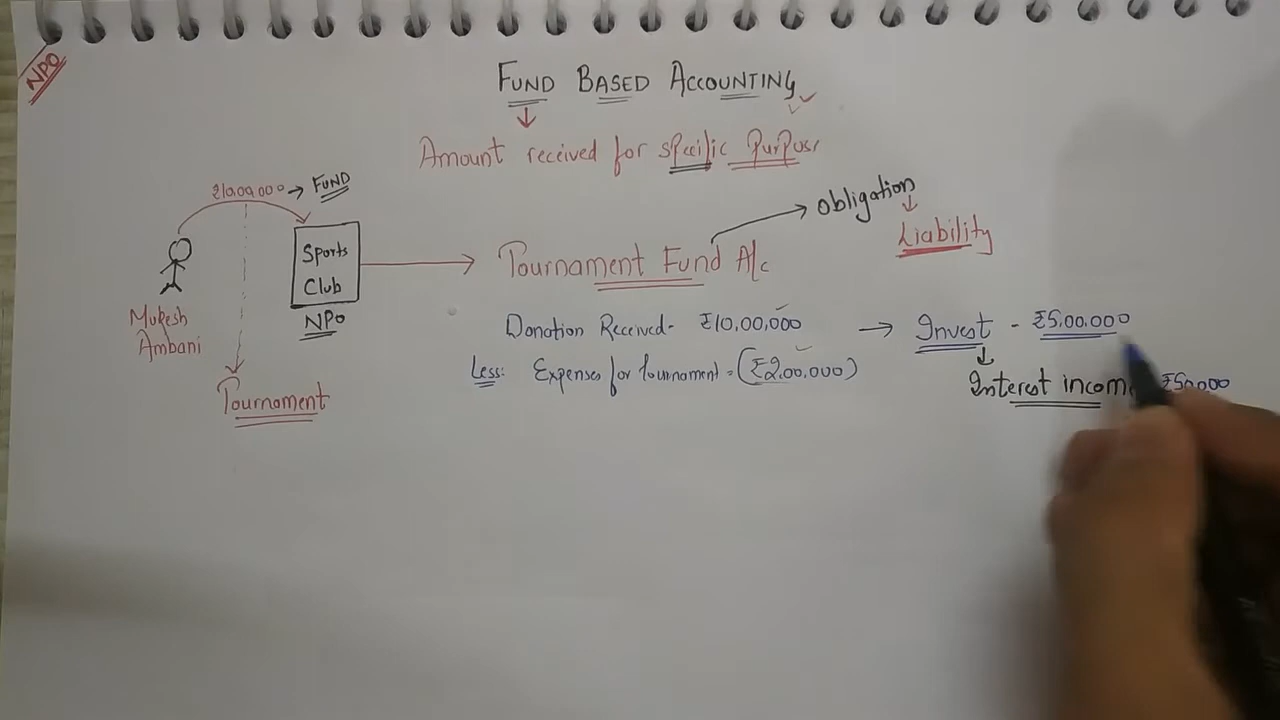 NPO
FUND BASED ACCOUNTING
Amount received for specific Purpose
₹10,00,000 → FUND
Obligation
Liability
Sports
Club
NPO
Tournament Fund A/c
Mukesh
Ambani
Donation Received - ₹10,00,000 → Invest - ₹5,00,000
Less: Expenses for tournament = (₹2,00,000)
Interest income ₹50,000
Tournament